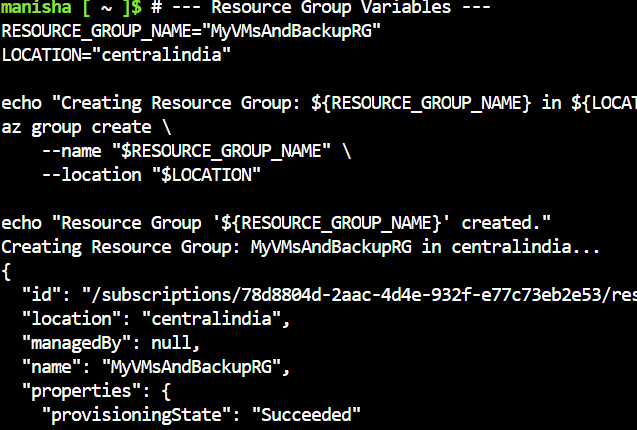 manisha [ ~ ]$ # --- Resource Group Variables ---
RESOURCE_GROUP_NAME="MyVMsAndBackupRG"
LOCATION="centralindia"
echo "Creating Resource Group: ${RESOURCE_GROUP_NAME} in ${LOCAT
az group create \
    --name "$RESOURCE_GROUP_NAME" \
    --location "$LOCATION"
echo "Resource Group '${RESOURCE_GROUP_NAME}' created."
Creating Resource Group: MyVMsAndBackupRG in centralindia...
{
  "id": "/subscriptions/78d8804d-2aac-4d4e-932f-e77c73eb2e53/res
  "location": "centralindia",
  "managedBy": null,
  "name": "MyVMsAndBackupRG",
  "properties": {
    "provisioningState": "Succeeded"